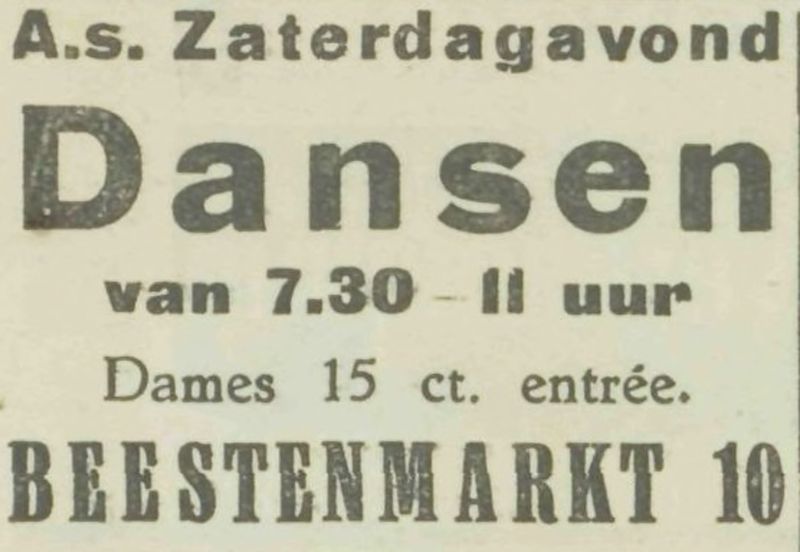 A.s. Zaterdagavond
Dansen
van 7.30 - 11 uur
Dames 15 ct. entrée.
BEESTENMARKT 10